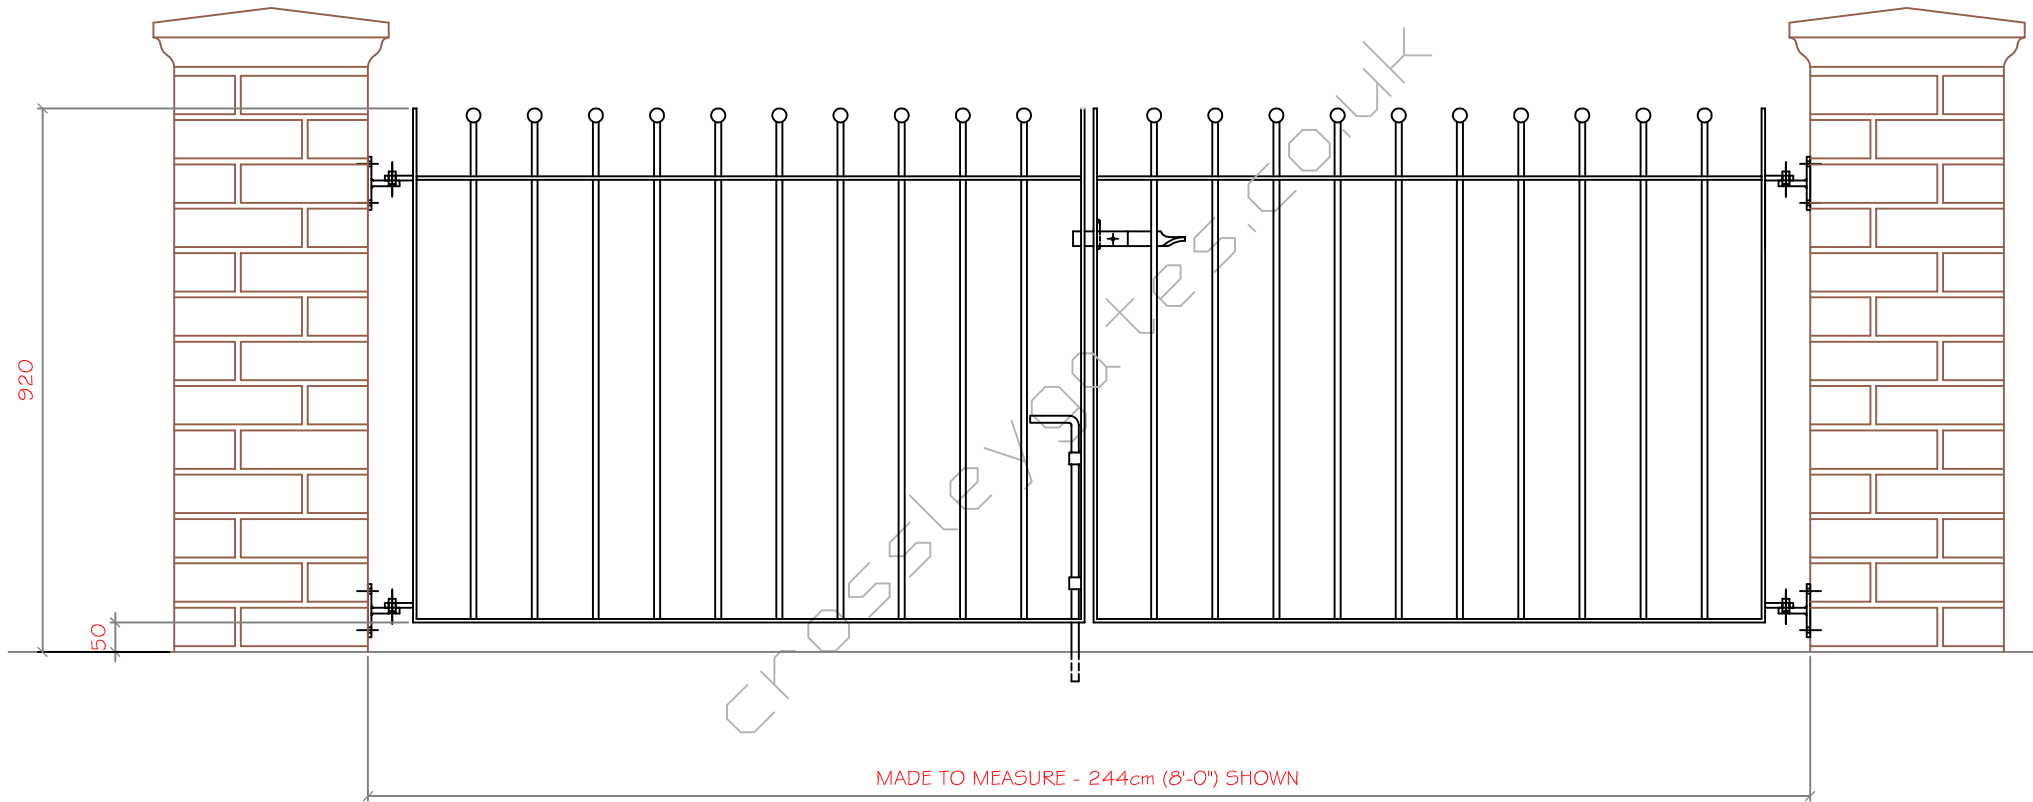 920
50
crossleygates.co.uk
MADE TO MEASURE - 244cm (8'-0") SHOWN